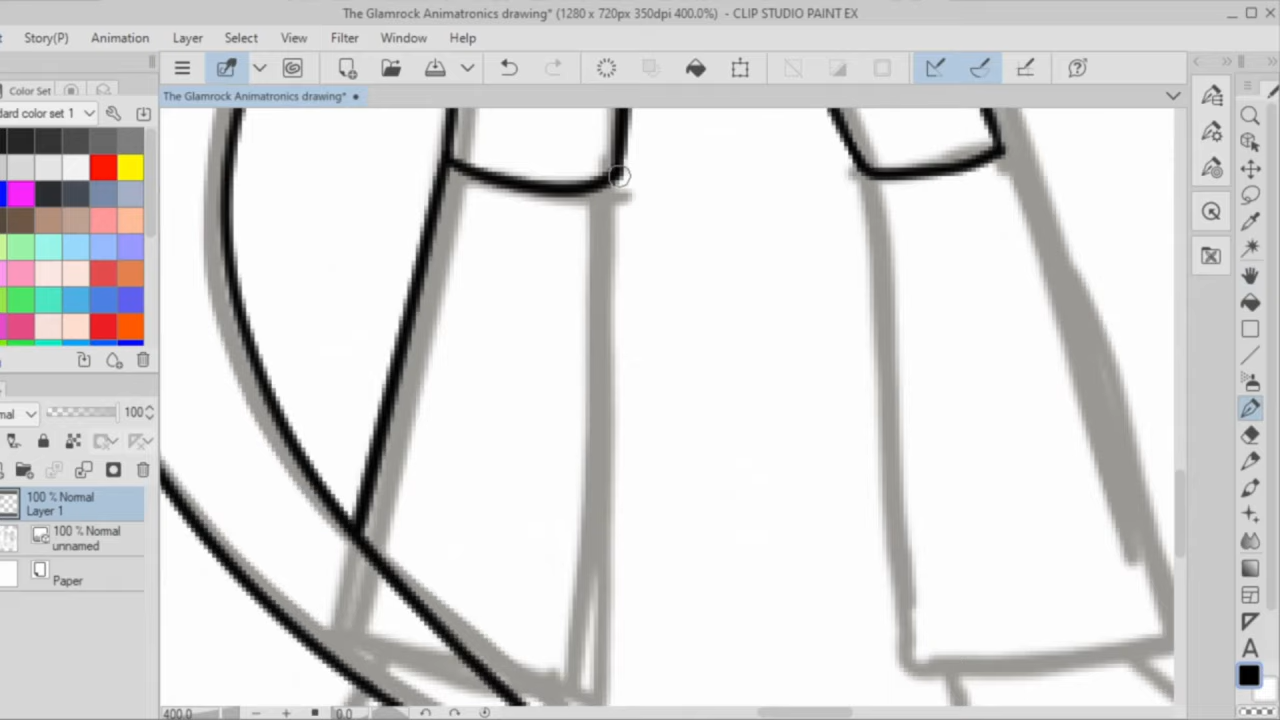 The Glamrock Animatronics drawing* (1280 x 720px 350dpi 400.0%) - CLIP STUDIO PAINT EX
Story(P) Animation Layer Select View Filter Window Help
Color Set
The Glamrock Animatronics drawing*
dard color set 1
mal 100
100 % Normal
Layer 1
100 % Normal
unnamed
Paper
400.0 0.0